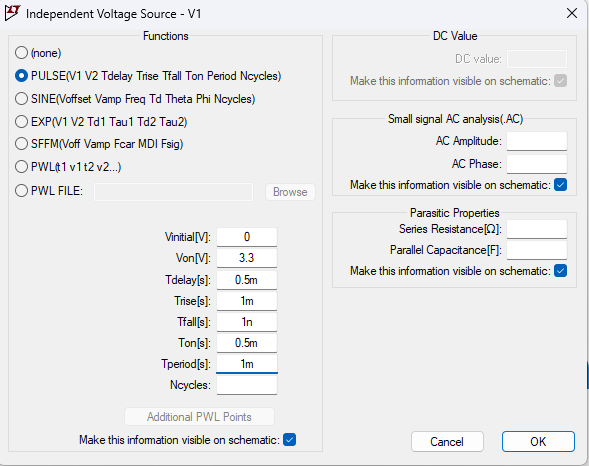 Independent Voltage Source - V1
Functions
(none)
PULSE(V1 V2 Tdelay Trise Tfall Ton Period Ncycles)
SINE(Voffset Vamp Freq Td Theta Phi Ncycles)
EXP(V1 V2 Td1 Tau1 Td2 Tau2)
SFFM(Voff Vamp Fcar MDI Fsig)
PWL(t1 v1 t2 v2...)
PWL FILE:
Browse
Vinitial[V]: 0
Von[V]: 3.3
Tdelay[s]: 0.5m
Trise[s]: 1m
Tfall[s]: 1n
Ton[s]: 0.5m
Tperiod[s]: 1m
Ncycles:
Additional PWL Points
Make this information visible on schematic:
DC Value
DC value:
Make this information visible on schematic:
Small signal AC analysis(.AC)
AC Amplitude:
AC Phase:
Make this information visible on schematic:
Parasitic Properties
Series Resistance[Ω]:
Parallel Capacitance[F]:
Make this information visible on schematic:
Cancel
OK